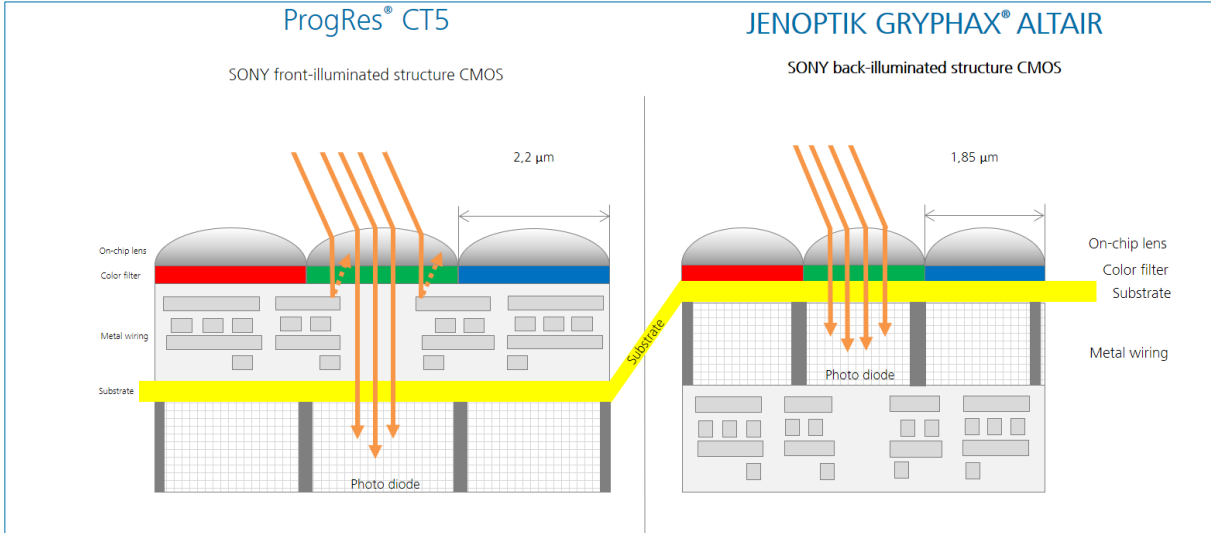 ProgRes® CT5
SONY front-illuminated structure CMOS
2,2 µm
On-chip lens
Color filter
Metal wiring
Substrate
Photo diode
Substrate
JENOPTIK GRYPHAX® ALTAIR
SONY back-illuminated structure CMOS
1,85 µm
On-chip lens
Color filter
Substrate
Metal wiring
Photo diode